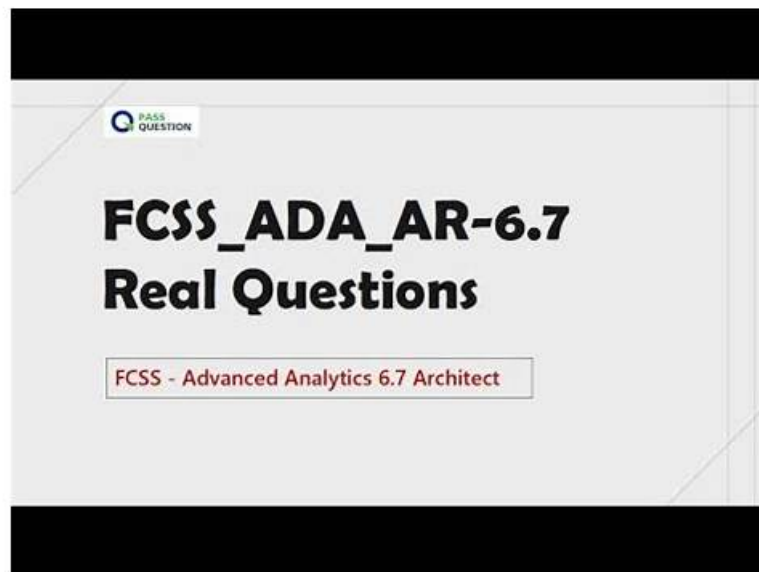 PASS
QUESTION
FCSS_ADA_AR-6.7
Real Questions
FCSS - Advanced Analytics 6.7 Architect